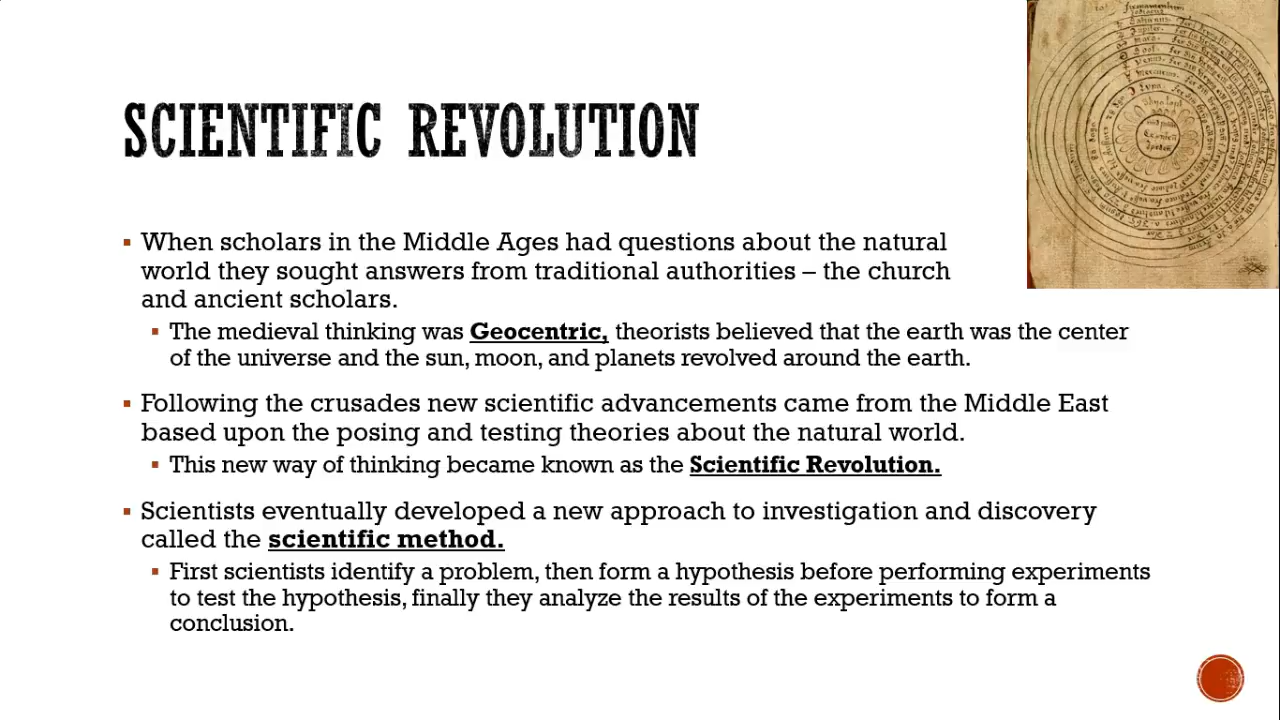 SCIENTIFIC REVOLUTION
▪ When scholars in the Middle Ages had questions about the natural
world they sought answers from traditional authorities – the church
and ancient scholars.
▪ The medieval thinking was Geocentric, theorists believed that the earth was the center
of the universe and the sun, moon, and planets revolved around the earth.
▪ Following the crusades new scientific advancements came from the Middle East
based upon the posing and testing theories about the natural world.
▪ This new way of thinking became known as the Scientific Revolution.
▪ Scientists eventually developed a new approach to investigation and discovery
called the scientific method.
▪ First scientists identify a problem, then form a hypothesis before performing experiments
to test the hypothesis, finally they analyze the results of the experiments to form a
conclusion.